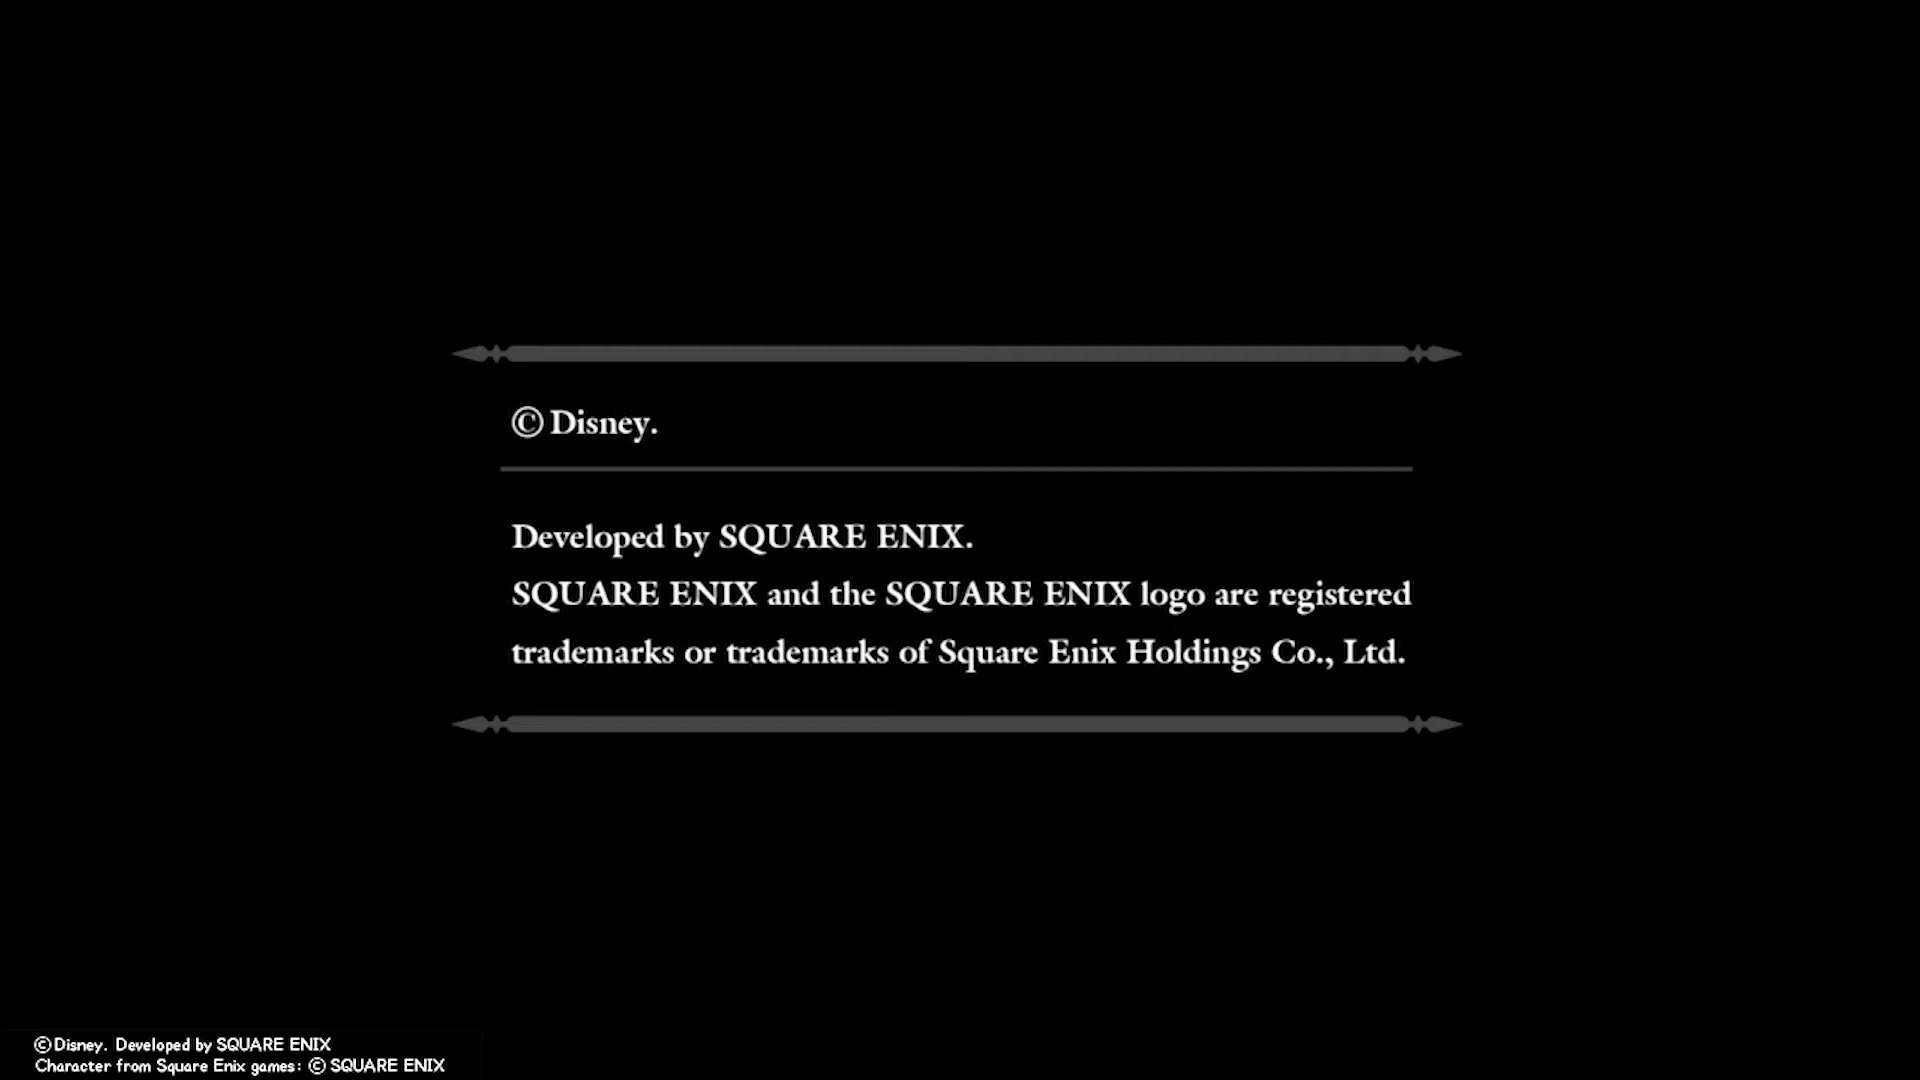 © Disney.
Developed by SQUARE ENIX.
SQUARE ENIX and the SQUARE ENIX logo are registered
trademarks or trademarks of Square Enix Holdings Co., Ltd.
©Disney. Developed by SQUARE ENIX
Character from Square Enix games: © SQUARE ENIX